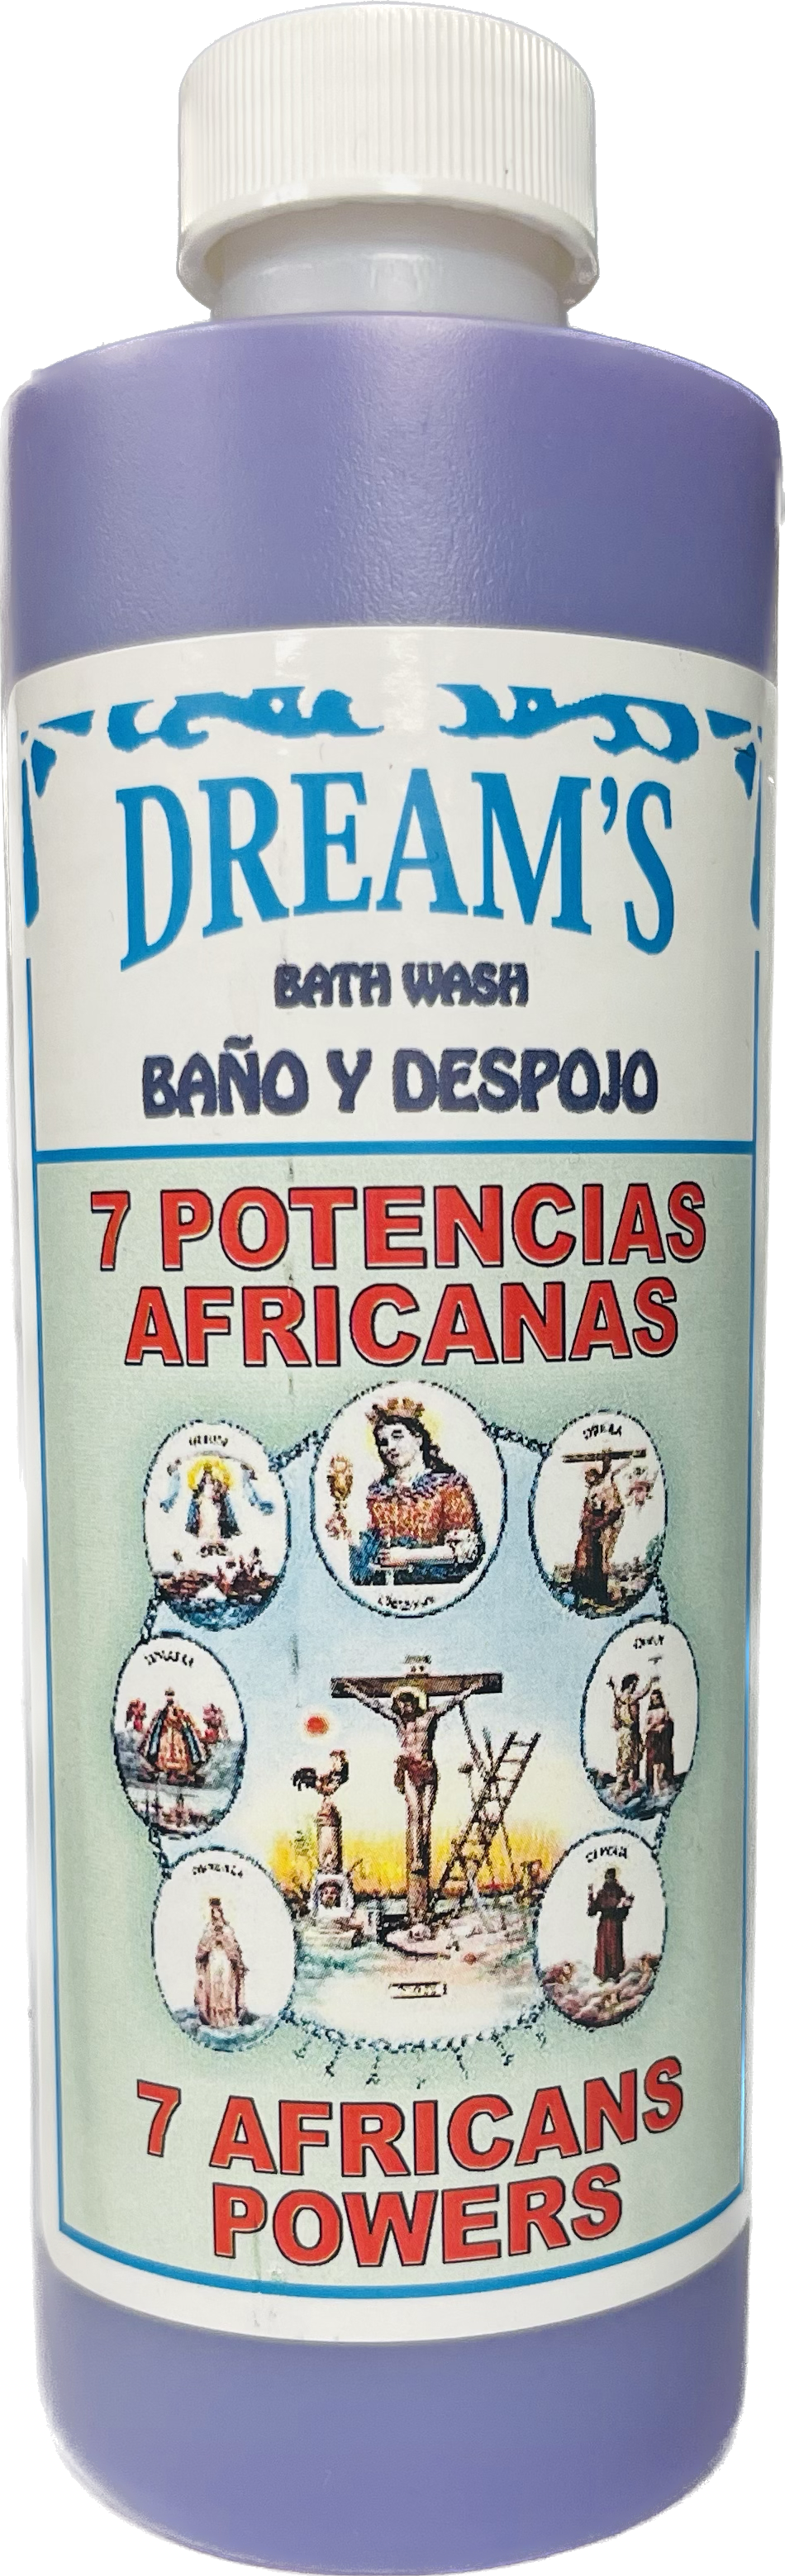 DREAM'S
BATH WASH
BAÑO Y DESPOJO
7 POTENCIAS
AFRICANAS
7 AFRICANS
POWERS